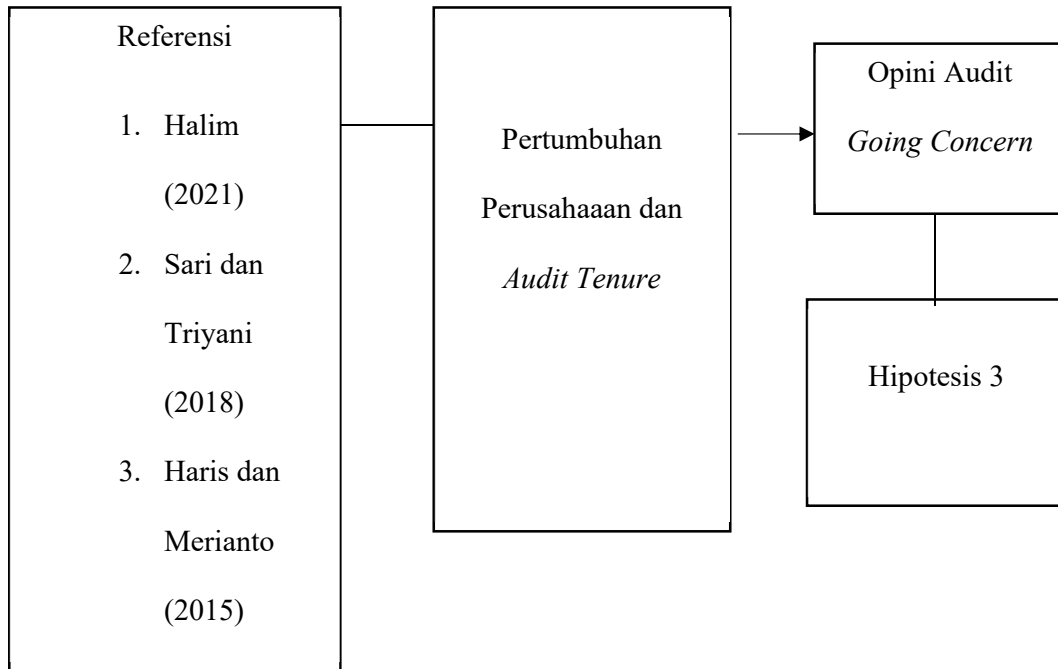 Referensi
1. Halim
(2021)
2. Sari dan
Triyani
(2018)
3. Haris dan
Merianto
(2015)
Pertumbuhan
Perusahaaan dan
Audit Tenure
Opini Audit
Going Concern
Hipotesis 3